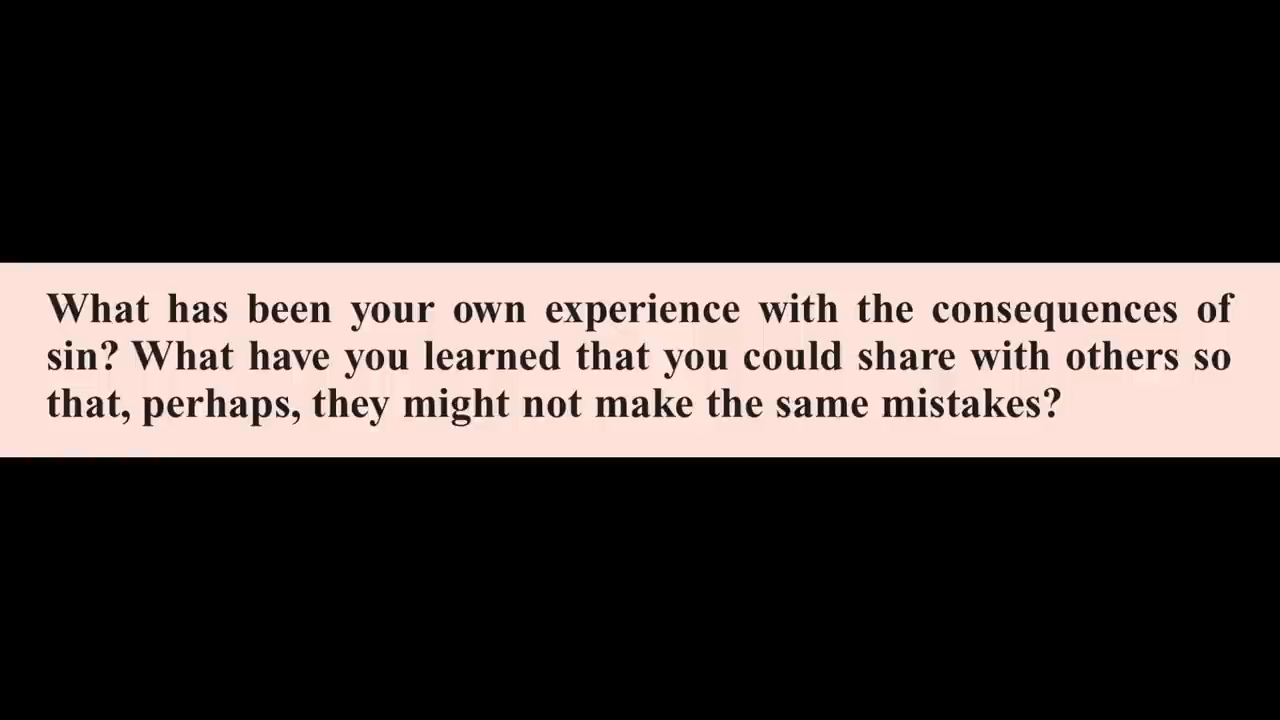 What has been your own experience with the consequences of
sin? What have you learned that you could share with others so
that, perhaps, they might not make the same mistakes?